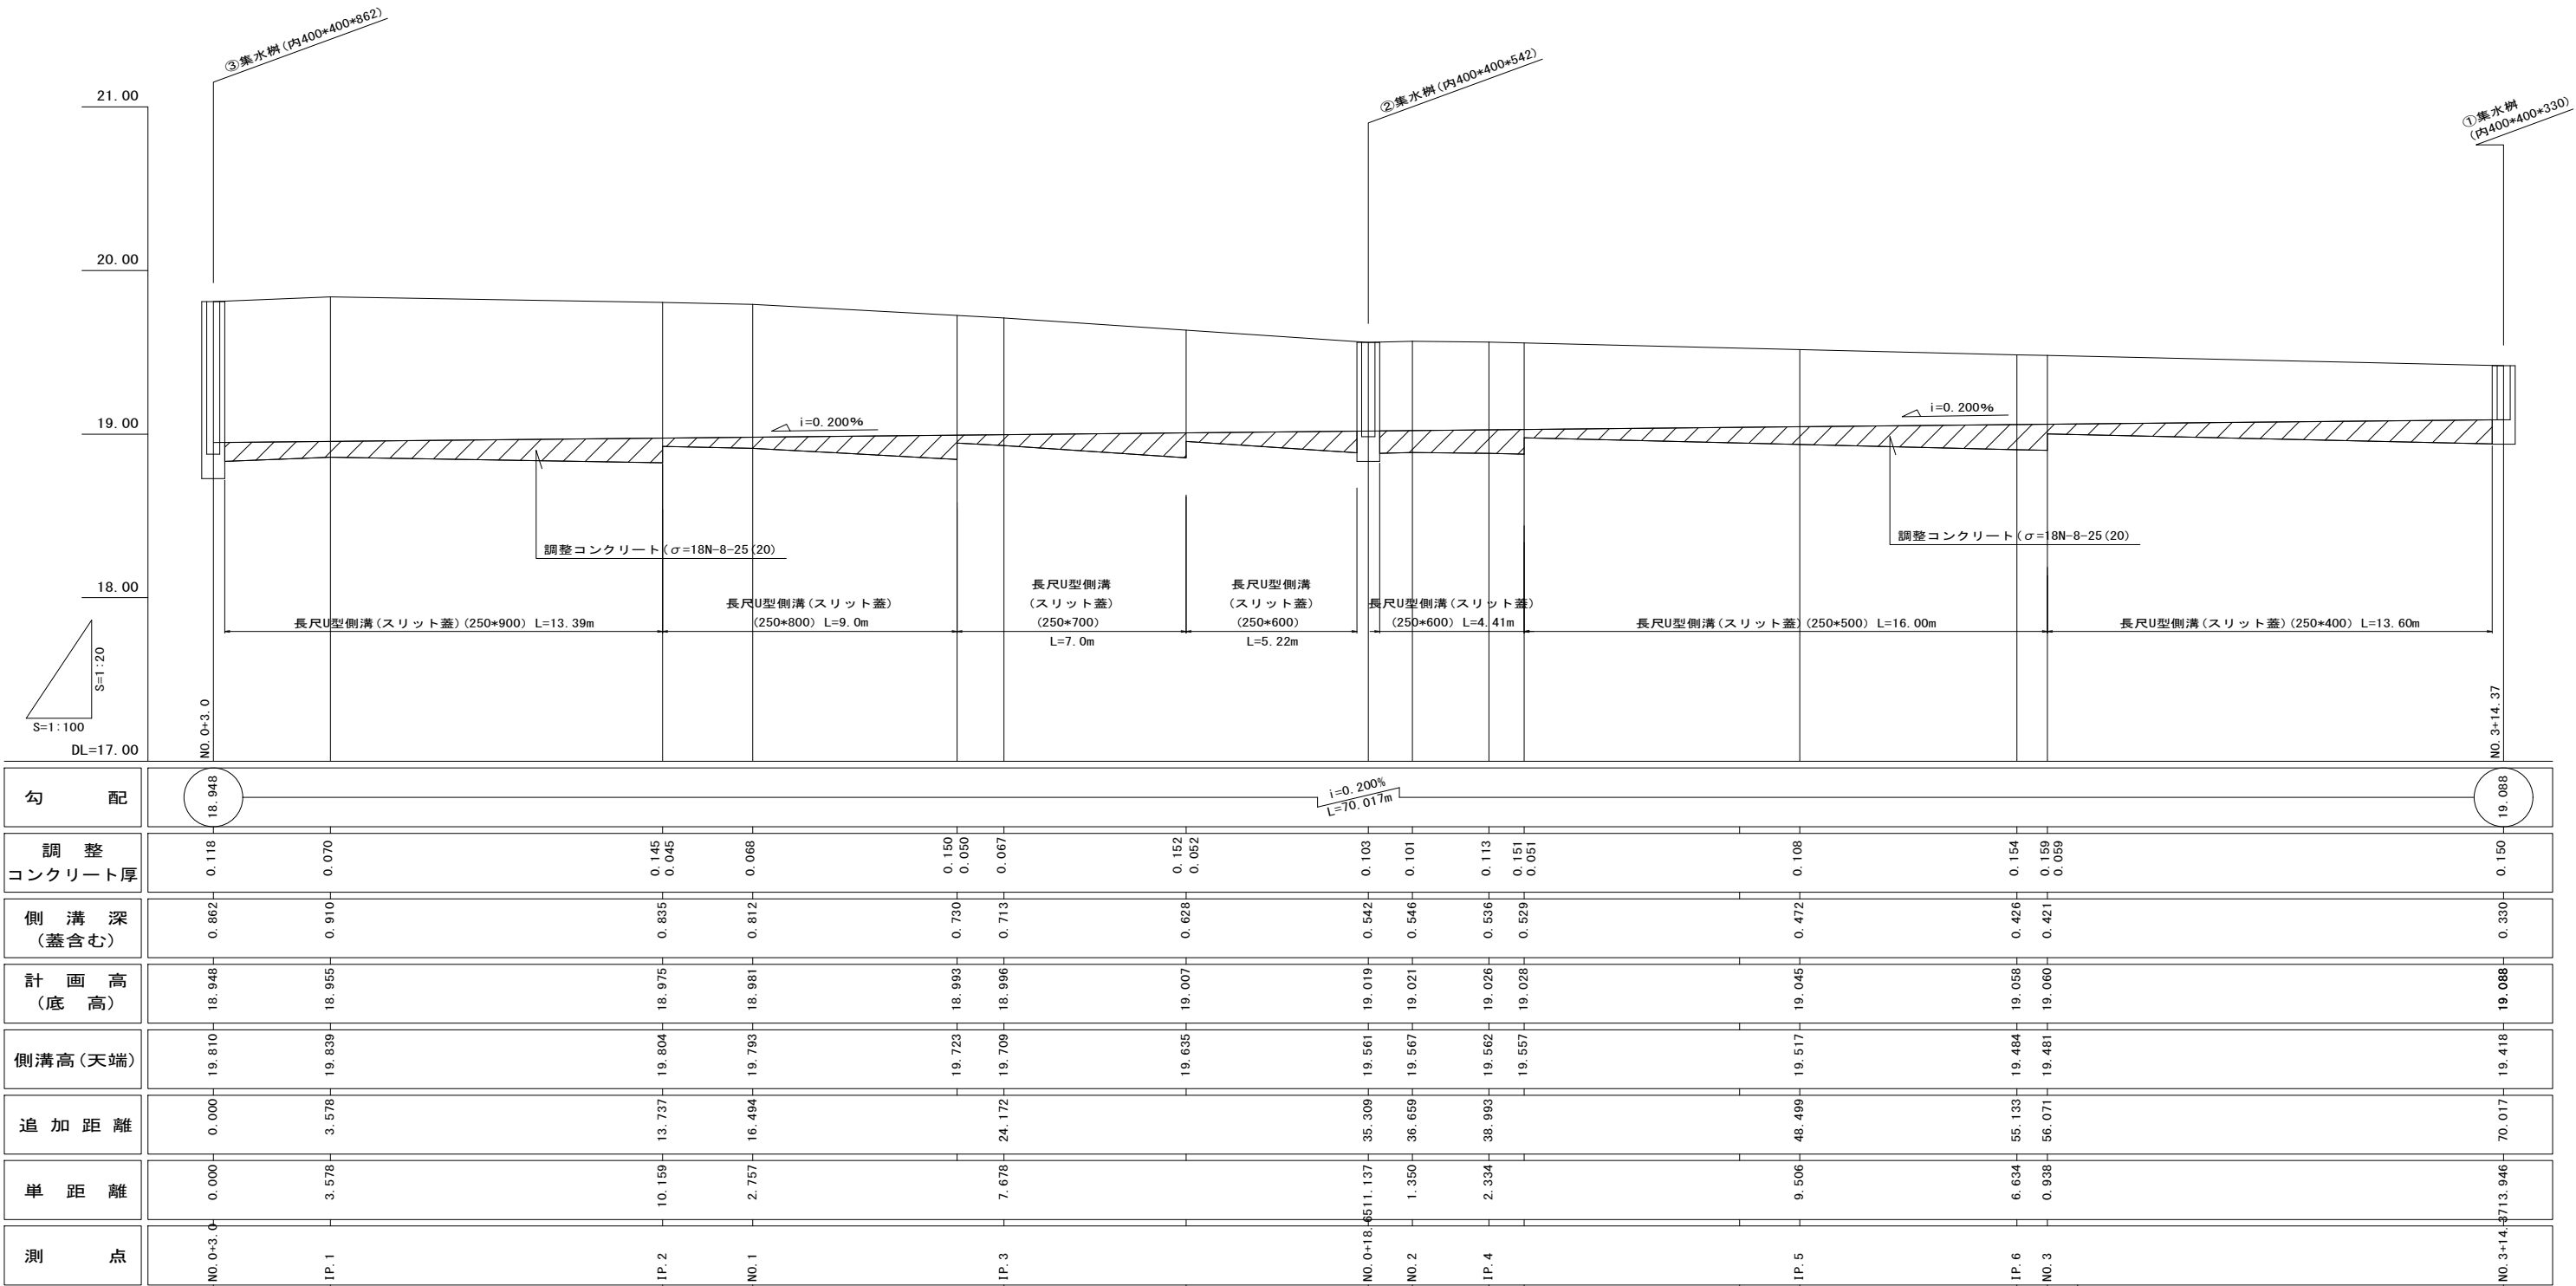 ③集水桝(内400*400*862)
②集水桝(内400*400*542)
①集水桝
(内400*400*330)
21.00
20.00
19.00
18.00
DL=17.00
S=1:20
S=1:100
i=0.200%
i=0.200%
調整コンクリート(σ=18N-8-25(20)
調整コンクリート(σ=18N-8-25(20)
長尺U型側溝(スリット蓋)(250*900) L=13.39m
長尺U型側溝(スリット蓋)
(250*800) L=9.0m
長尺U型側溝
(スリット蓋)
(250*700)
L=7.0m
長尺U型側溝
(スリット蓋)
(250*600)
L=5.22m
長尺U型側溝(スリット蓋)
(250*600) L=4.41m
長尺U型側溝(スリット蓋)(250*500) L=16.00m
長尺U型側溝(スリット蓋)(250*400) L=13.60m
NO.0+3.0
NO.3+14.37
勾 配
18.948
i=0.200%
L=70.017m
19.088
調 整
コンクリート厚
0.118
0.070
0.145
0.045
0.068
0.150
0.050
0.067
0.152
0.052
0.103
0.101
0.113
0.151
0.051
0.108
0.154
0.159
0.059
0.150
側 溝 深
(蓋含む)
0.862
0.910
0.835
0.812
0.730
0.713
0.628
0.542
0.546
0.536
0.529
0.472
0.426
0.421
0.330
計 画 高
(底 高)
18.948
18.955
18.975
18.981
18.993
18.996
19.007
19.019
19.021
19.026
19.028
19.045
19.058
19.060
19.088
側溝高(天端)
19.810
19.839
19.804
19.793
19.723
19.709
19.635
19.561
19.567
19.562
19.557
19.517
19.484
19.481
19.418
追 加 距 離
0.000
3.578
13.737
16.494
24.172
35.309
36.659
38.993
48.499
55.133
56.071
70.017
単 距 離
0.000
3.578
10.159
2.757
7.678
11.137
1.350
2.334
9.506
6.634
0.938
13.946
測 点
NO.0+3.0
IP.1
IP.2
NO.1
IP.3
NO.0+18.65
NO.2
IP.4
IP.5
IP.6
NO.3
NO.3+14.37